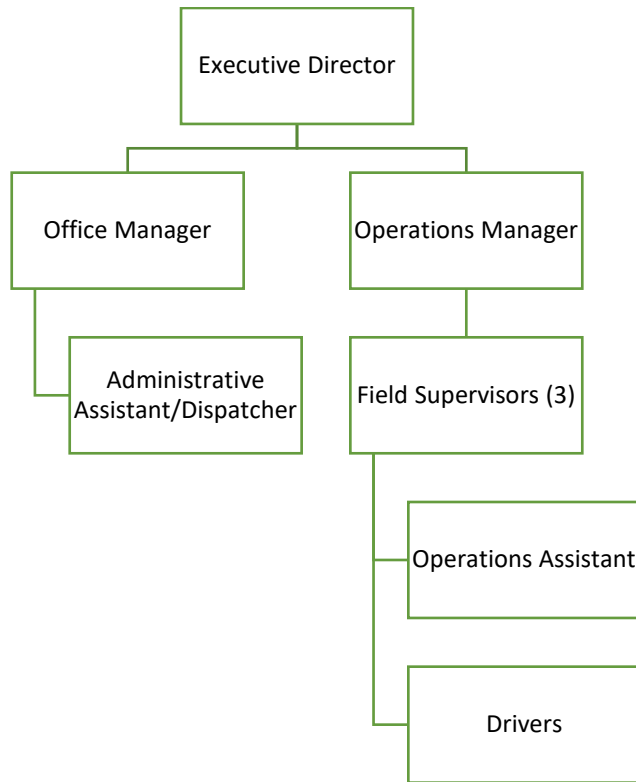 Executive Director
Office Manager
Operations Manager
Administrative
Assistant/Dispatcher
Field Supervisors (3)
Operations Assistant
Drivers